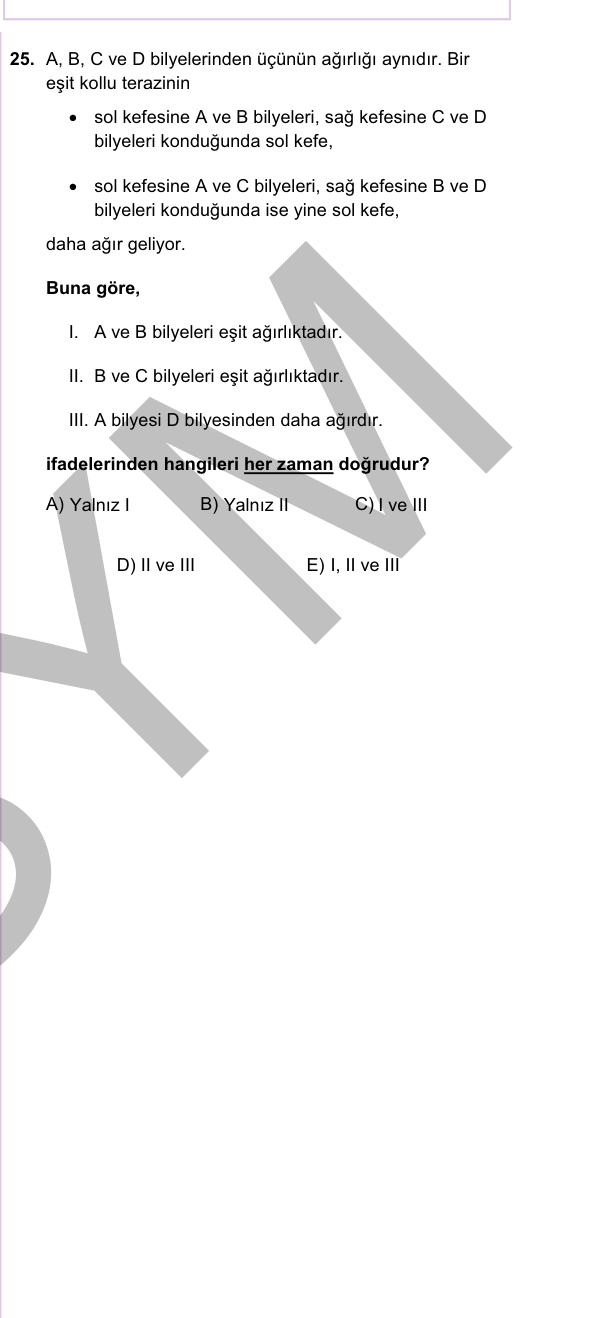 25. A, B, C ve D bilyelerinden üçünün ağırlığı aynıdır. Bir
eşit kollu terazinin
• sol kefesine A ve B bilyeleri, sağ kefesine C ve D
bilyeleri konduğunda sol kefe,
• sol kefesine A ve C bilyeleri, sağ kefesine B ve D
bilyeleri konduğunda ise yine sol kefe,
daha ağır geliyor.
Buna göre,
I. A ve B bilyeleri eşit ağırlıktadır.
II. B ve C bilyeleri eşit ağırlıktadır.
III. A bilyesi D bilyesinden daha ağırdır.
ifadelerinden hangileri her zaman doğrudur?
A) Yalnız I B) Yalnız II C) I ve III
D) II ve III E) I, II ve III
YM